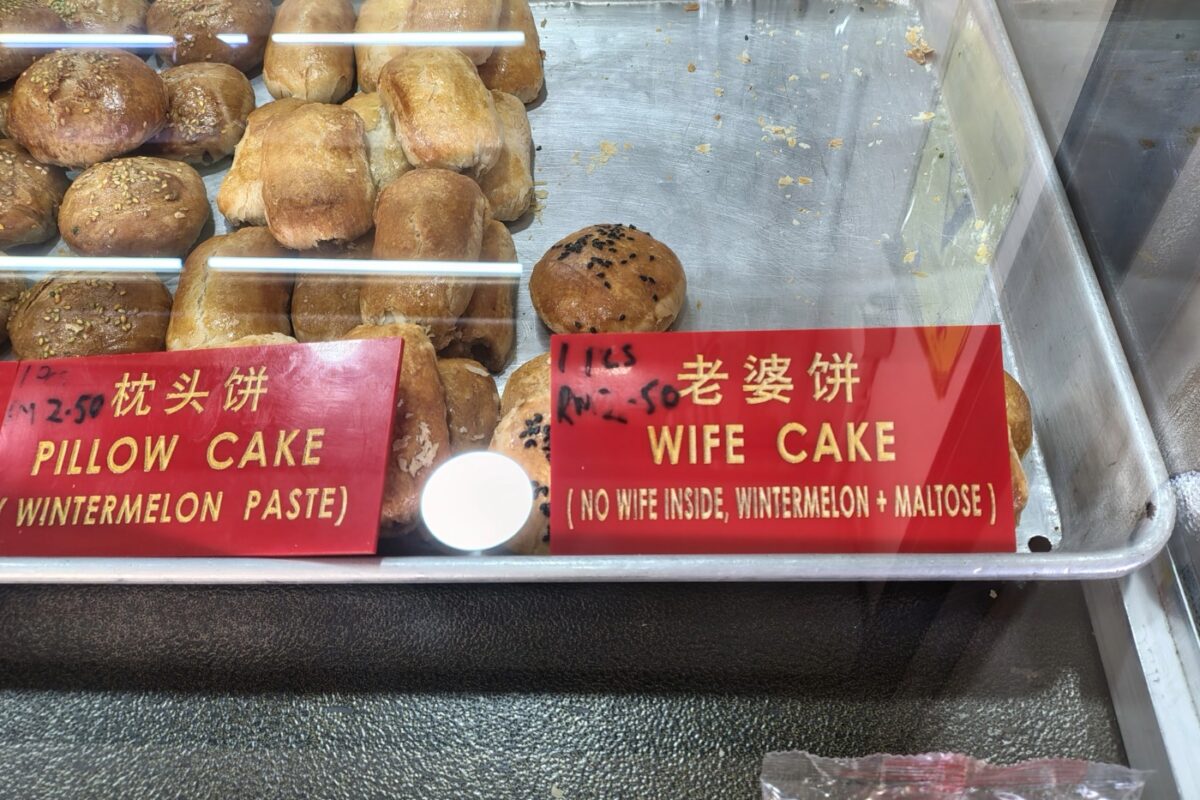 2.50
枕头饼
PILLOW CAKE
( WINTERMELON PASTE)
1 PCS
RM2.50
老婆饼
WIFE CAKE
( NO WIFE INSIDE, WINTERMELON + MALTOSE )